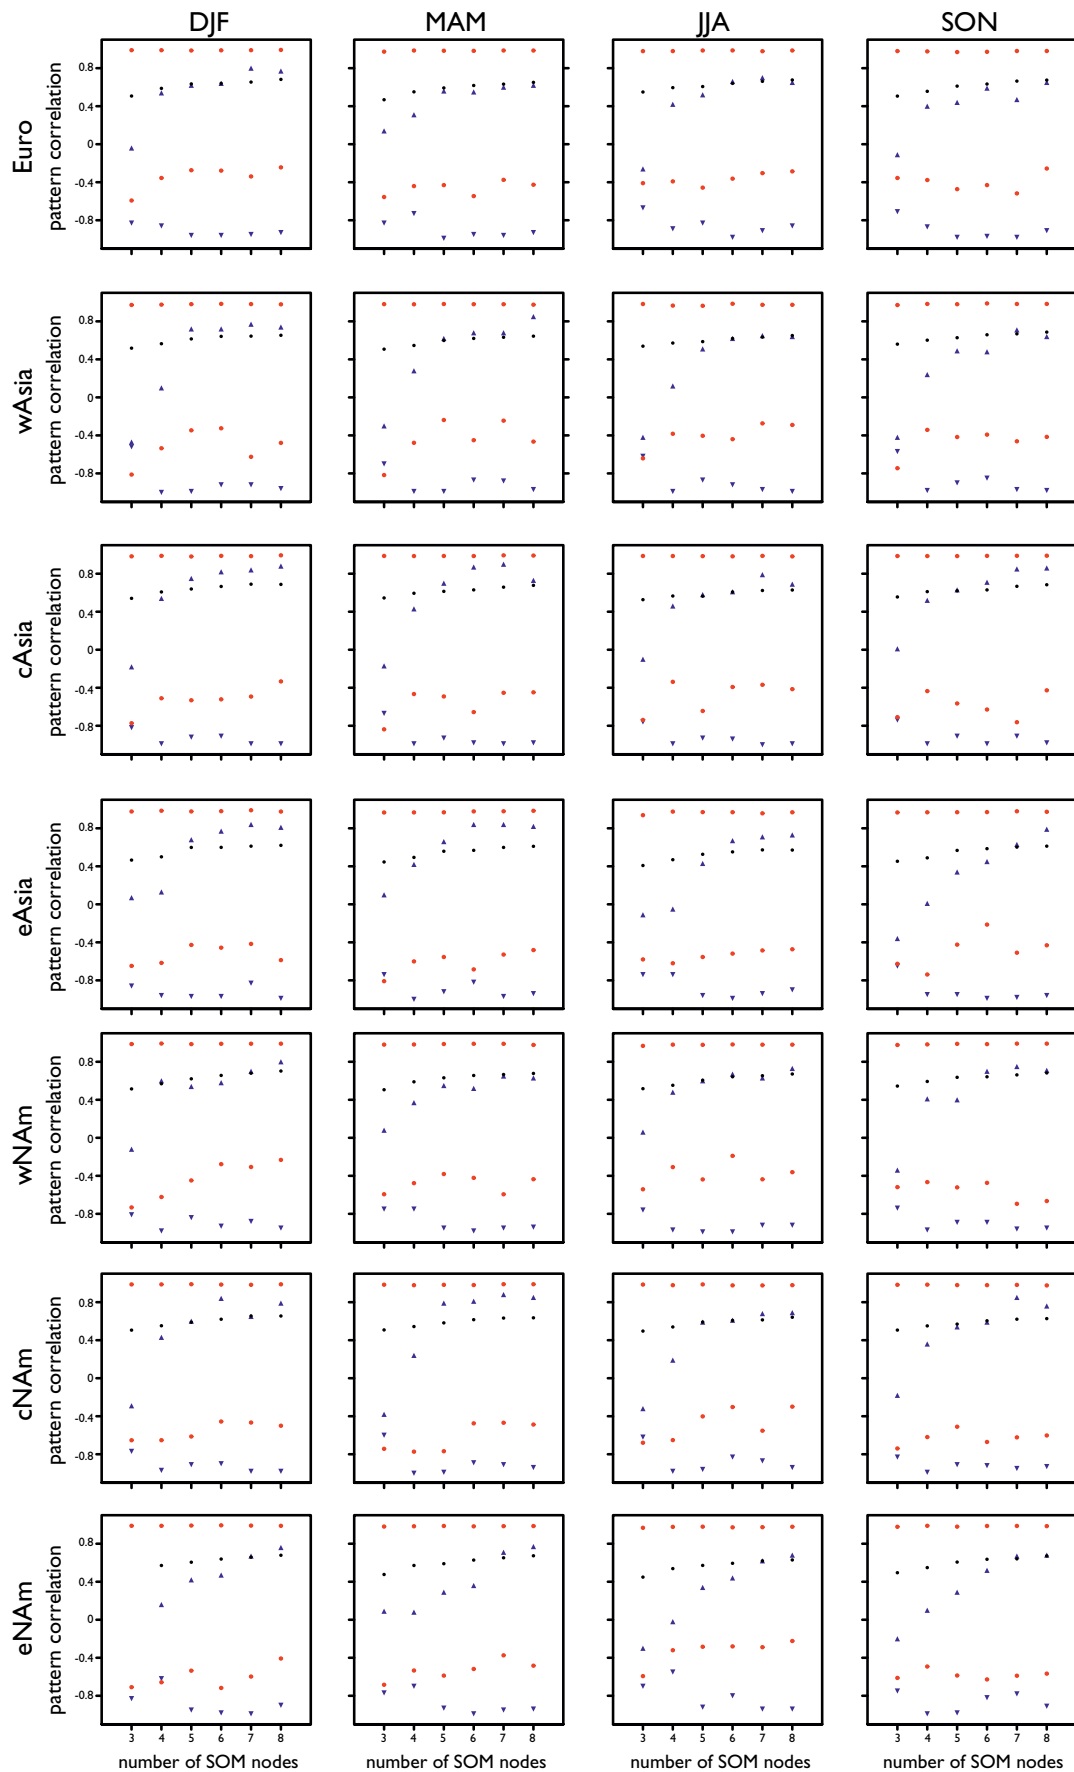 DJF MAM JJA SON
Euro
pattern correlation
0.8
0.4
0
-0.4
-0.8
wAsia
pattern correlation
0.8
0.4
0
-0.4
-0.8
cAsia
pattern correlation
0.8
0.4
0
-0.4
-0.8
eAsia
pattern correlation
0.8
0.4
0
-0.4
-0.8
wNAm
pattern correlation
0.8
0.4
0
-0.4
-0.8
cNAm
pattern correlation
0.8
0.4
0
-0.4
-0.8
eNAm
pattern correlation
0.8
0.4
0
-0.4
-0.8
3 4 5 6 7 8 3 4 5 6 7 8 3 4 5 6 7 8 3 4 5 6 7 8
number of SOM nodes number of SOM nodes number of SOM nodes number of SOM nodes